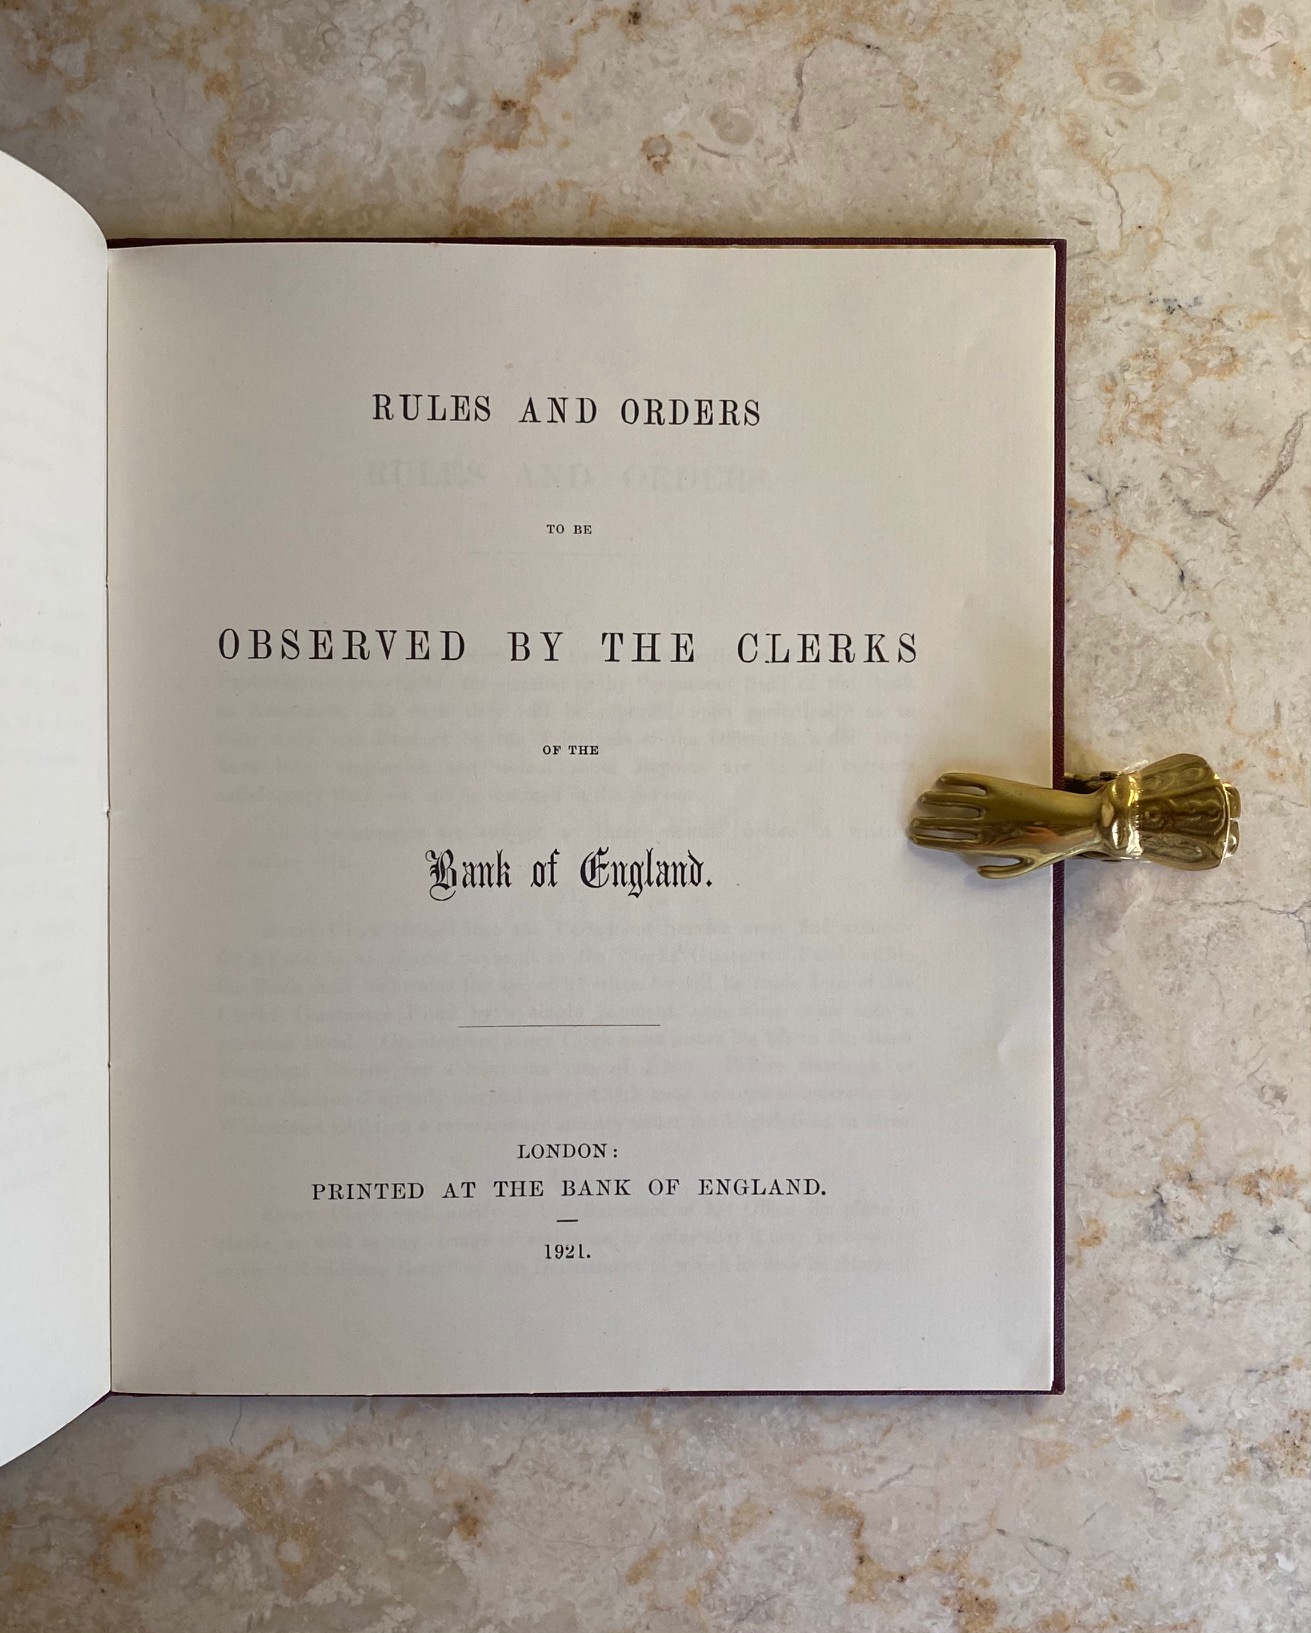 RULES AND ORDERS
TO BE
OBSERVED BY THE CLERKS
OF THE
Bank of England.
LONDON:
PRINTED AT THE BANK OF ENGLAND.
1921.